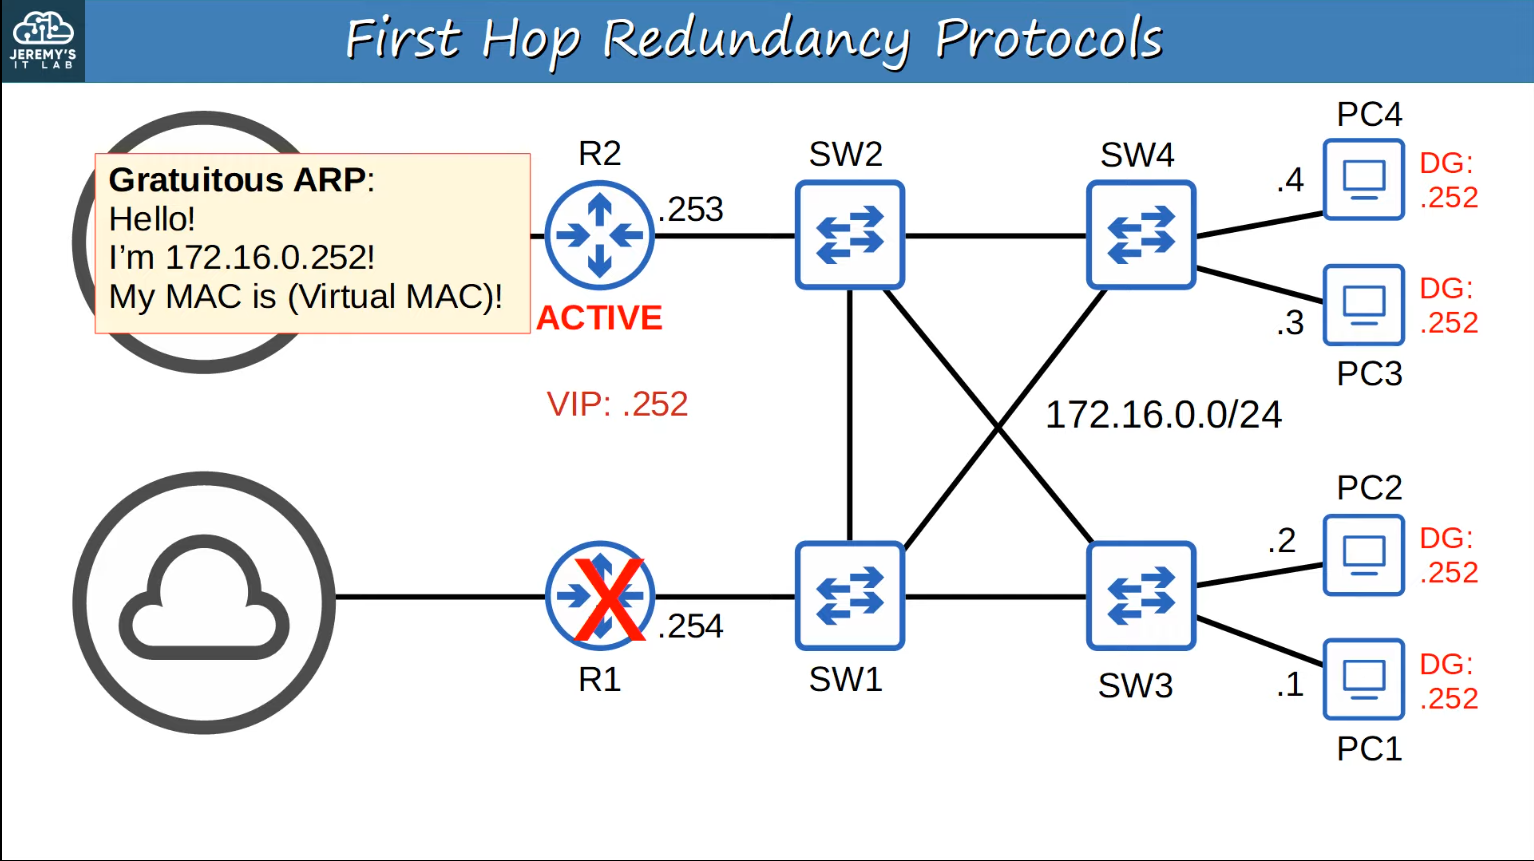 JEREMY'S
IT LAB
First Hop Redundancy Protocols
Gratuitous ARP:
Hello!
I'm 172.16.0.252!
My MAC is (Virtual MAC)!
R2
.253
ACTIVE
VIP: .252
SW2
SW4
PC4
.4
DG:
.252
.3
DG:
.252
PC3
172.16.0.0/24
X
.254
R1
SW1
SW3
PC2
.2
DG:
.252
.1
DG:
.252
PC1